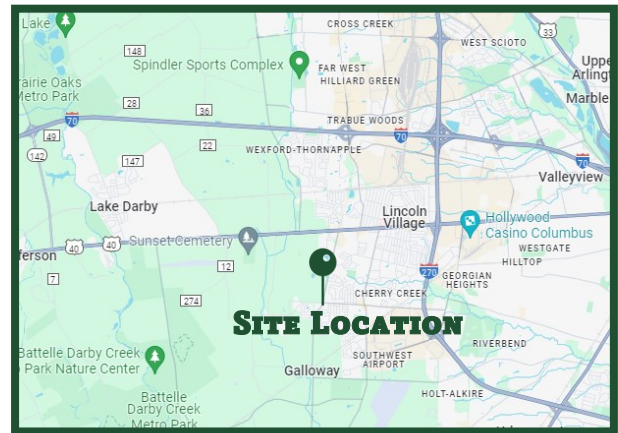 Lake
CROSS CREEK
WEST SCIOTO
33
148
Spindler Sports Complex
FAR WEST
HILLIARD GREEN
Uppe
Arling
Marble
rairie Oaks
Metro Park
28
36
70
TRABUE WOODS
70
49
142
22
WEXFORD-THORNAPPLE
147
70
Valleyview
Lake Darby
Lincoln
Village
Hollywood
Casino Columbus
40
40
Sunset Cemetery
WESTGATE
HILLTOP
ferson
7
12
270
GEORGIAN
HEIGHTS
274
CHERRY CREEK
SITE LOCATION
RIVERBEND
Battelle Darby Creek
Park Nature Center
SOUTHWEST
AIRPORT
Galloway
HOLT-ALKIRE
Battelle
Darby Creek
Metro Park